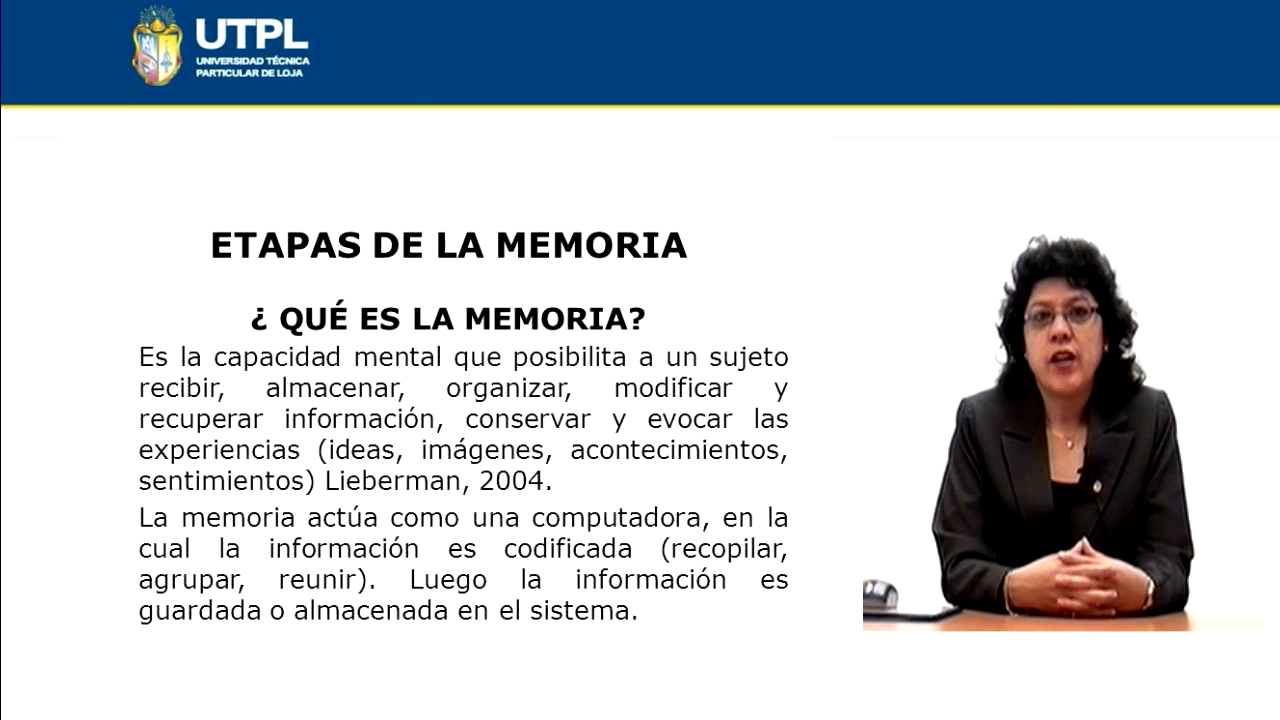 UTPL
UNIVERSIDAD TÉCNICA
PARTICULAR DE LOJA
ETAPAS DE LA MEMORIA
¿ QUÉ ES LA MEMORIA?
Es la capacidad mental que posibilita a un sujeto
recibir, almacenar, organizar, modificar y
recuperar información, conservar y evocar las
experiencias (ideas, imágenes, acontecimientos,
sentimientos) Lieberman, 2004.
La memoria actúa como una computadora, en la
cual la información es codificada (recopilar,
agrupar, reunir). Luego la información es
guardada o almacenada en el sistema.